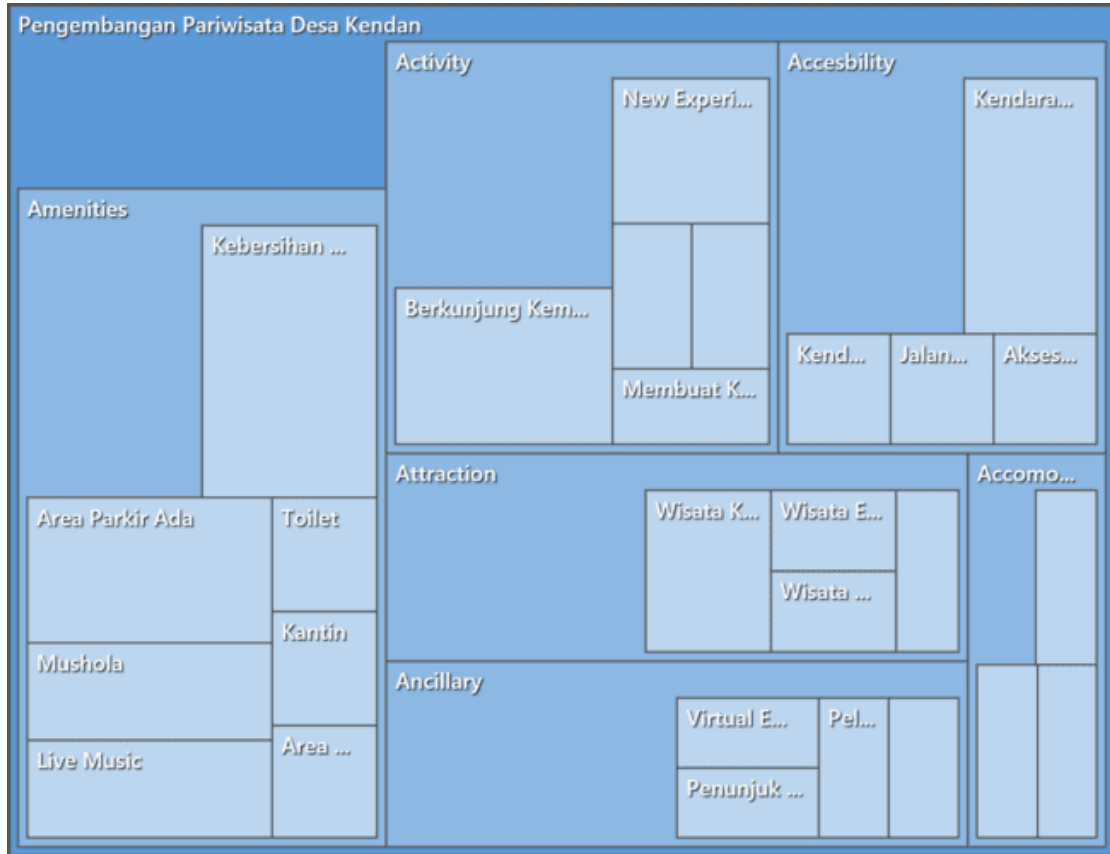 Pengembangan Pariwisata Desa Kendan
Activity
Accesbility
New Experi...
Kendara...
Amenities
Kebersihan ...
Berkunjung Kem...
Kend...
Jalan...
Akses...
Membuat K...
Attraction
Accomo...
Area Parkir Ada
Toilet
Wisata K...
Wisata E...
Wisata ...
Kantin
Mushola
Ancillary
Virtual E...
Pel...
Area ...
Live Music
Penunjuk ...